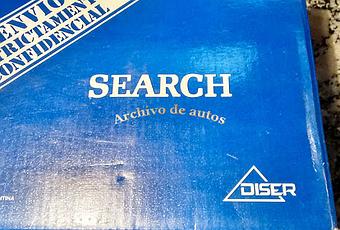 ENVIO
ESTRICTAMENTE
CONFIDENCIAL
SEARCH
Archivo de autos
DISER